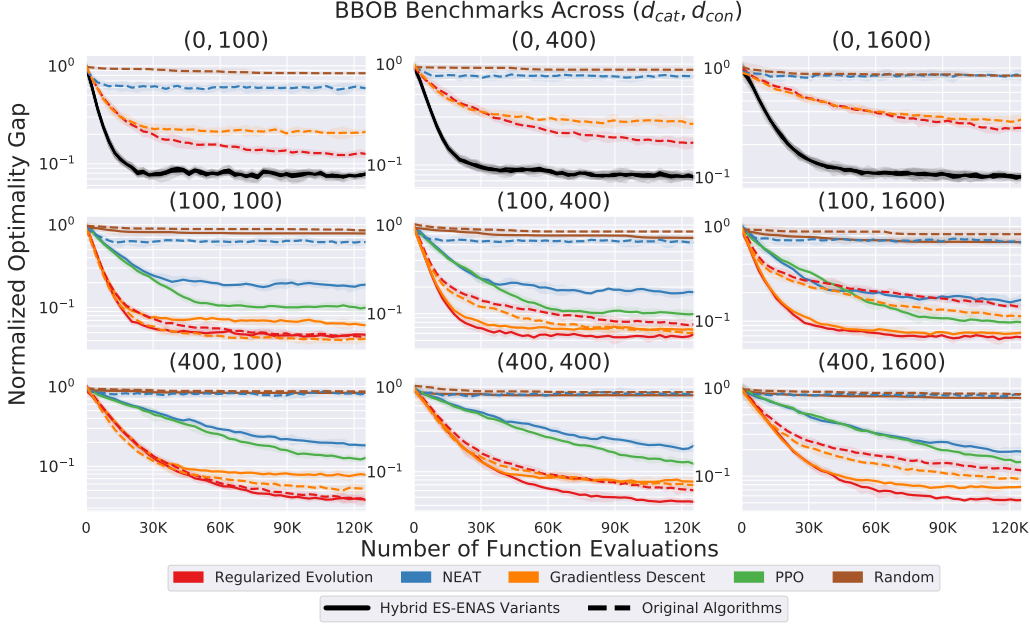 BBOB Benchmarks Across (d_cat, d_con)
(0, 100) (0, 400) (0, 1600)
10^0 10^0 10^0
10^−1 10^−1 10^−1
(100, 100) (100, 400) (100, 1600)
10^0 10^0 10^0
10^−1 10^−1 10^−1
(400, 100) (400, 400) (400, 1600)
10^0 10^0 10^0
10^−1 10^−1 10^−1
0 30K 60K 90K 120K 0 30K 60K 90K 120K 0 30K 60K 90K 120K
Normalized Optimality Gap
Number of Function Evaluations
Regularized Evolution NEAT Gradientless Descent PPO Random
Hybrid ES-ENAS Variants Original Algorithms